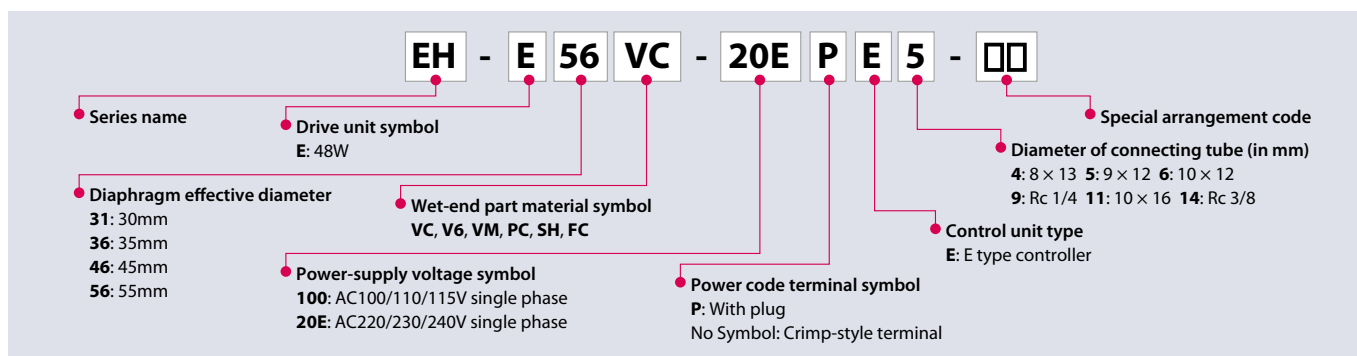 EH - E 56 VC - 20E P E 5 - □□
Series name
Drive unit symbol
E: 48W
Special arrangement code
Diameter of connecting tube (in mm)
4: 8 × 13 5: 9 × 12 6: 10 × 12
9: Rc 1/4 11: 10 × 16 14: Rc 3/8
Diaphragm effective diameter
31: 30mm
36: 35mm
46: 45mm
56: 55mm
Wet-end part material symbol
VC, V6, VM, PC, SH, FC
Control unit type
E: E type controller
Power-supply voltage symbol
100: AC100/110/115V single phase
20E: AC220/230/240V single phase
Power code terminal symbol
P: With plug
No Symbol: Crimp-style terminal